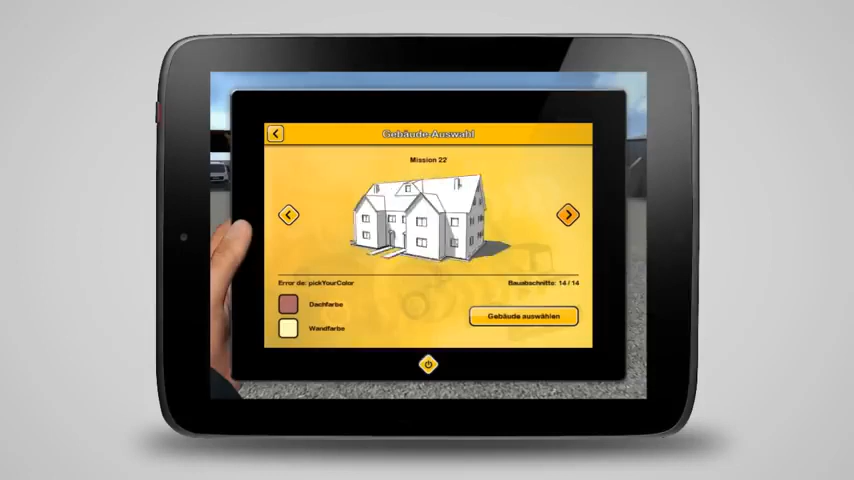 Gebäude Auswahl
Mission 22
Error de: pickYourColor
Bauabschnitte: 14 / 14
Dachfarbe
Gebäude auswählen
Wandfarbe